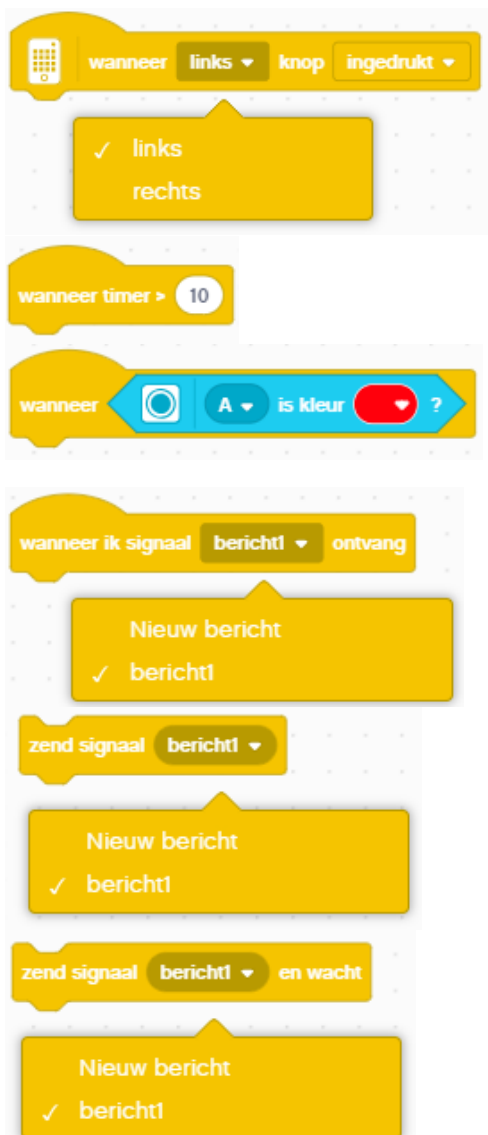 wanneer links knop ingedrukt
✓ links
rechts
wanneer timer > 10
wanneer A is kleur ?
wanneer ik signaal bericht1 ontvang
Nieuw bericht
✓ bericht1
zend signaal bericht1
Nieuw bericht
✓ bericht1
zend signaal bericht1 en wacht
Nieuw bericht
✓ bericht1